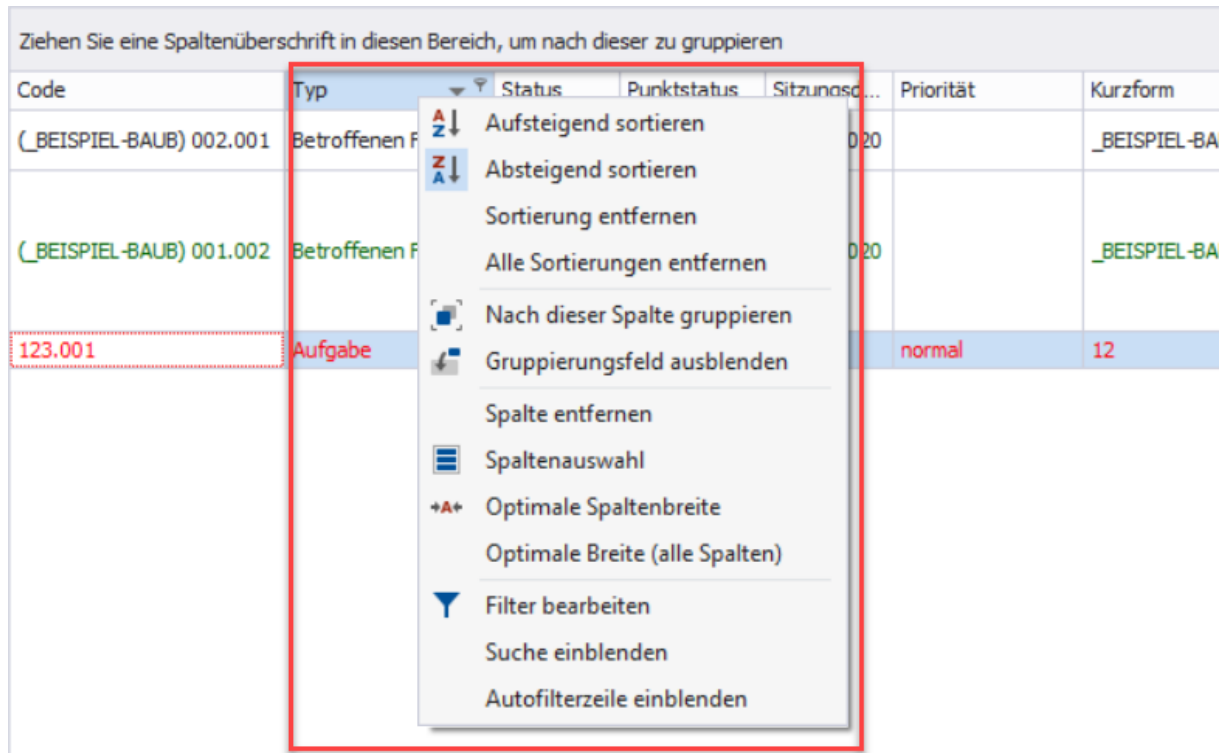 Ziehen Sie eine Spaltenüberschrift in diesen Bereich, um nach dieser zu gruppieren
Code Typ Status Punktstatus Sitzungsd... Priorität Kurzform
(_BEISPIEL-BAUB) 002.001 Betroffenen F 020 _BEISPIEL-BA
(_BEISPIEL-BAUB) 001.002 Betroffenen F 020 _BEISPIEL-BA
123.001 Aufgabe normal 12
Aufsteigend sortieren
Absteigend sortieren
Sortierung entfernen
Alle Sortierungen entfernen
Nach dieser Spalte gruppieren
Gruppierungsfeld ausblenden
Spalte entfernen
Spaltenauswahl
Optimale Spaltenbreite
Optimale Breite (alle Spalten)
Filter bearbeiten
Suche einblenden
Autofilterzeile einblenden